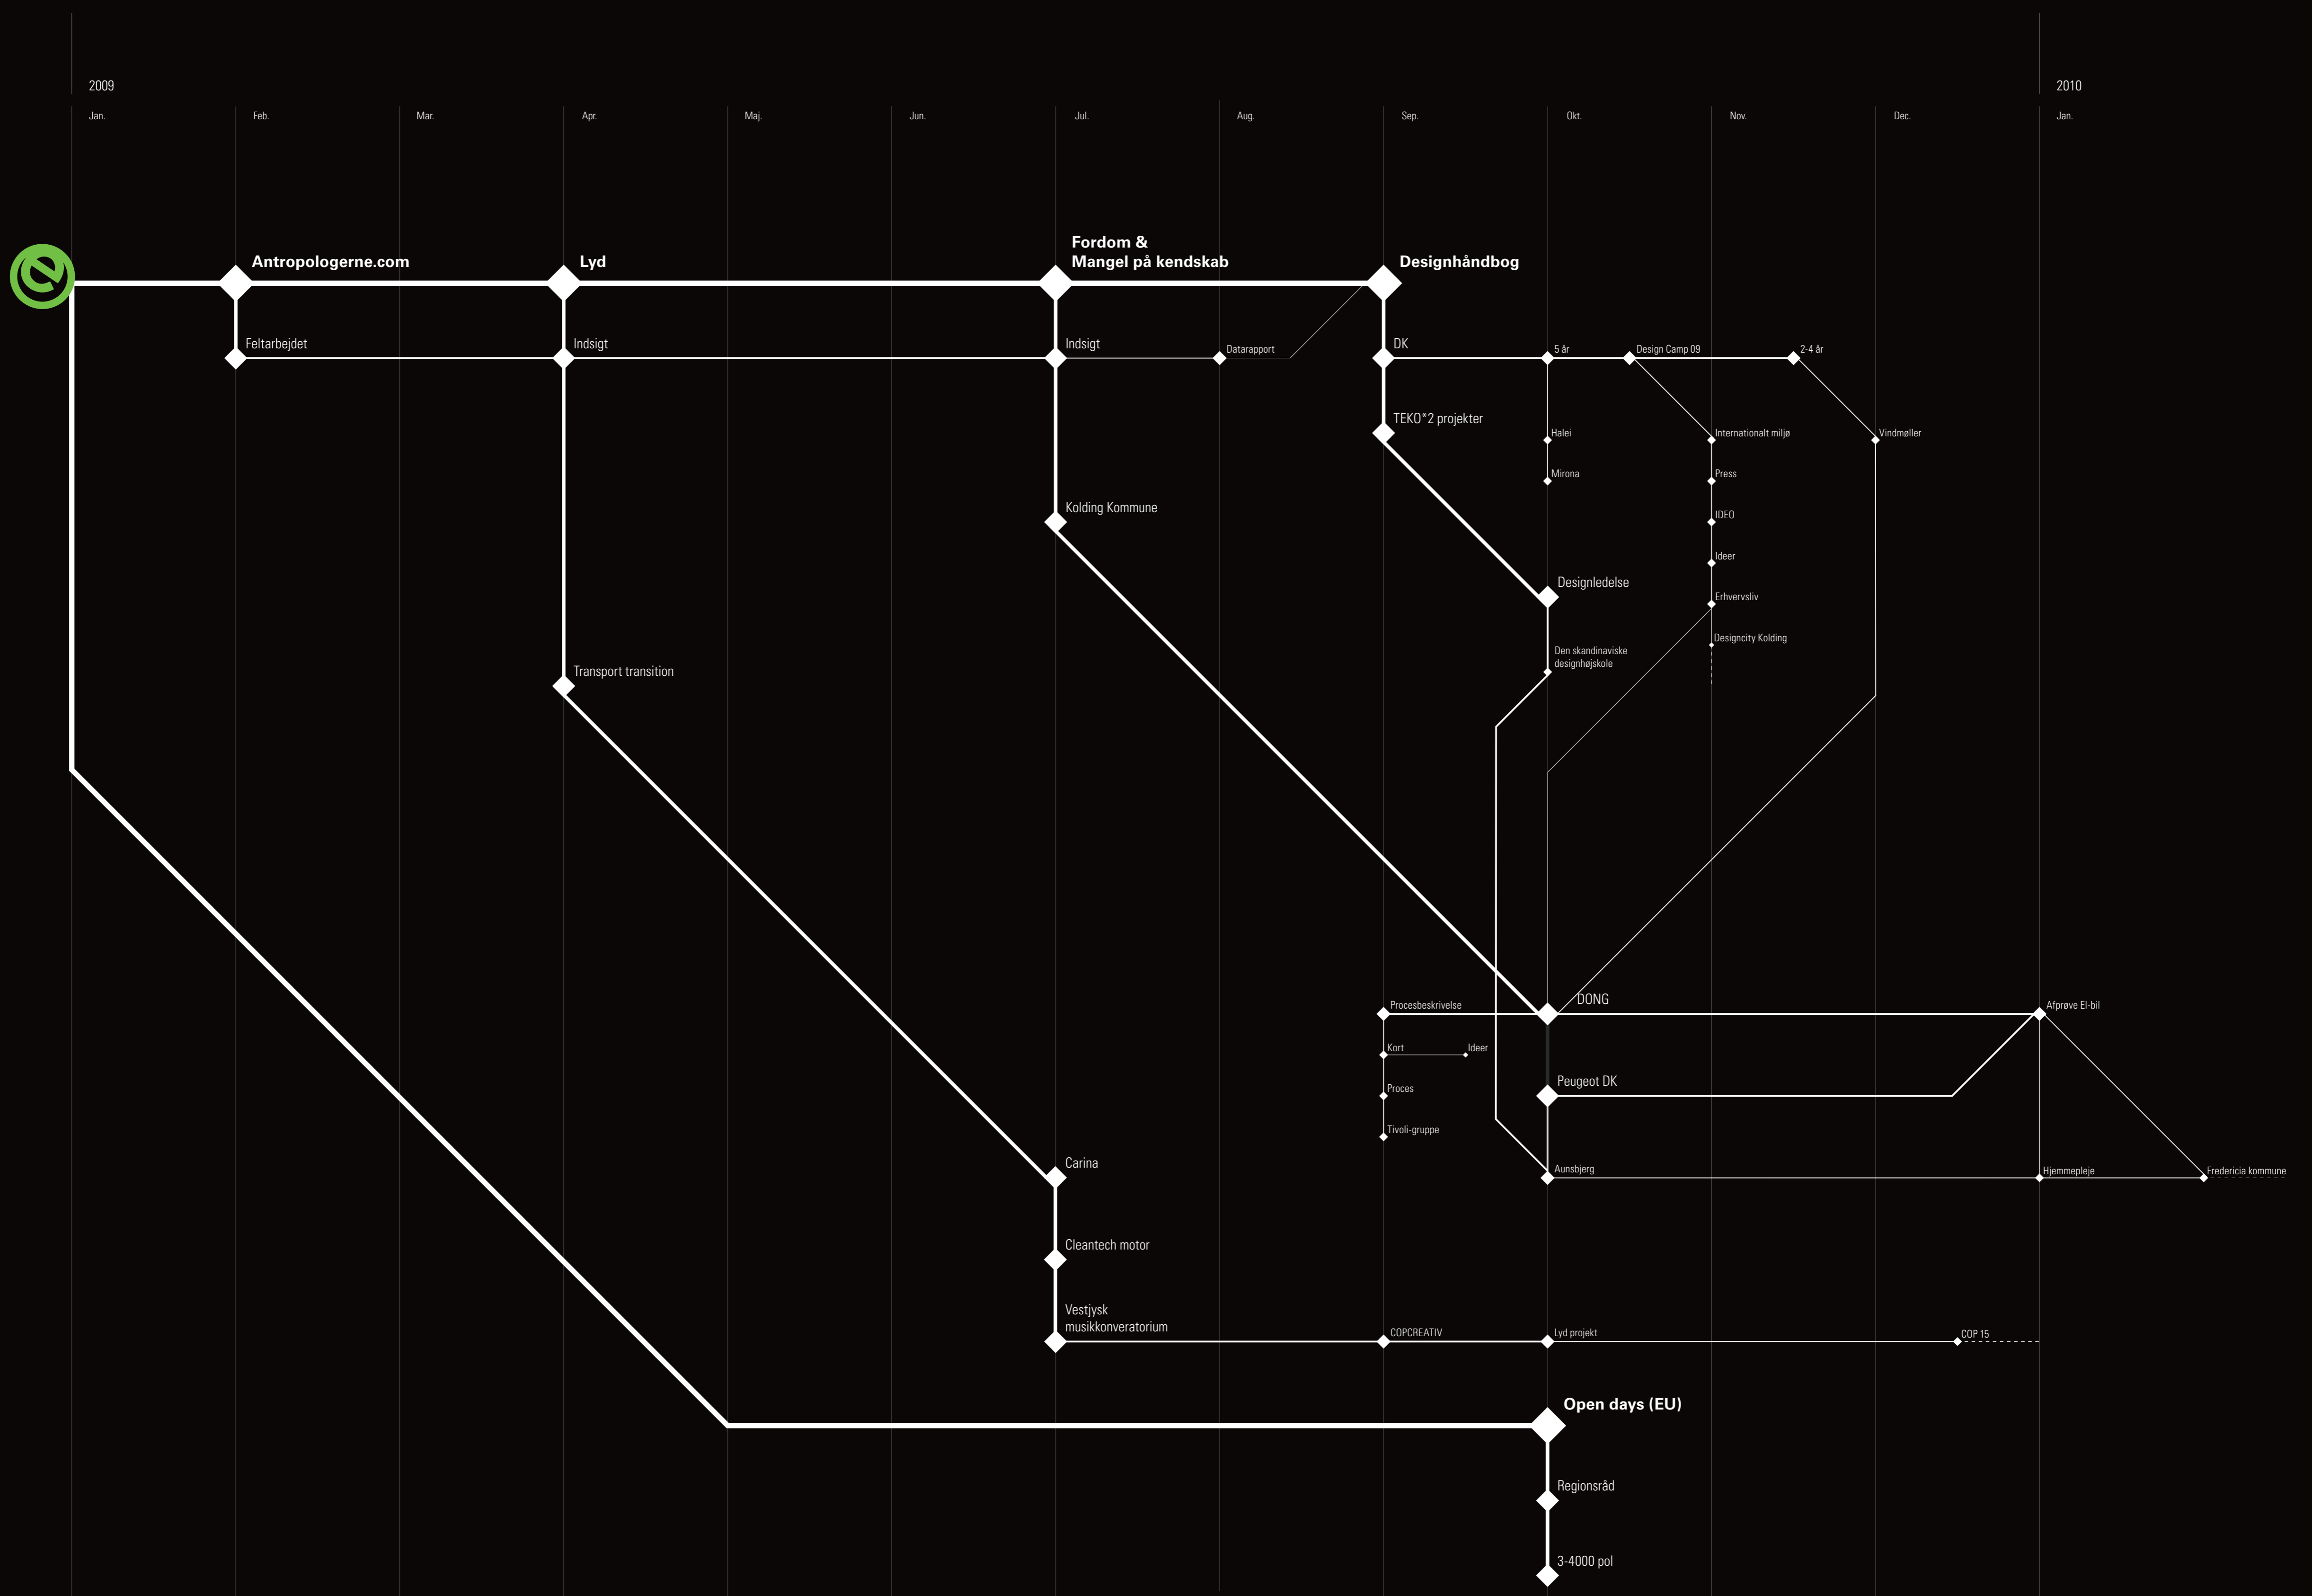 2009
2010
Jan.
Feb.
Mar.
Apr.
Maj.
Jun.
Jul.
Aug.
Sep.
Okt.
Nov.
Dec.
Jan.
Antropologerne.com
Lyd
Fordom &
Mangel på kendskab
Designhåndbog
Feltarbejdet
Indsigt
Indsigt
Datarapport
DK
5 år
Design Camp 09
2-4 år
TEKO*2 projekter
Halei
Internationalt miljø
Vindmøller
Mirona
Press
Kolding Kommune
IDEO
Ideer
Designledelse
Erhvervsliv
Designcity Kolding
Den skandinaviske
designhøjskole
Transport transition
Procesbeskrivelse
DONG
Afprøve El-bil
Kort
Ideer
Proces
Peugeot DK
Tivoli-gruppe
Carina
Aunsbjerg
Hjemmepleje
Fredericia kommune
Cleantech motor
Vestjysk
musikkonveratorium
COPCREATIV
Lyd projekt
COP 15
Open days (EU)
Regionsråd
3-4000 pol